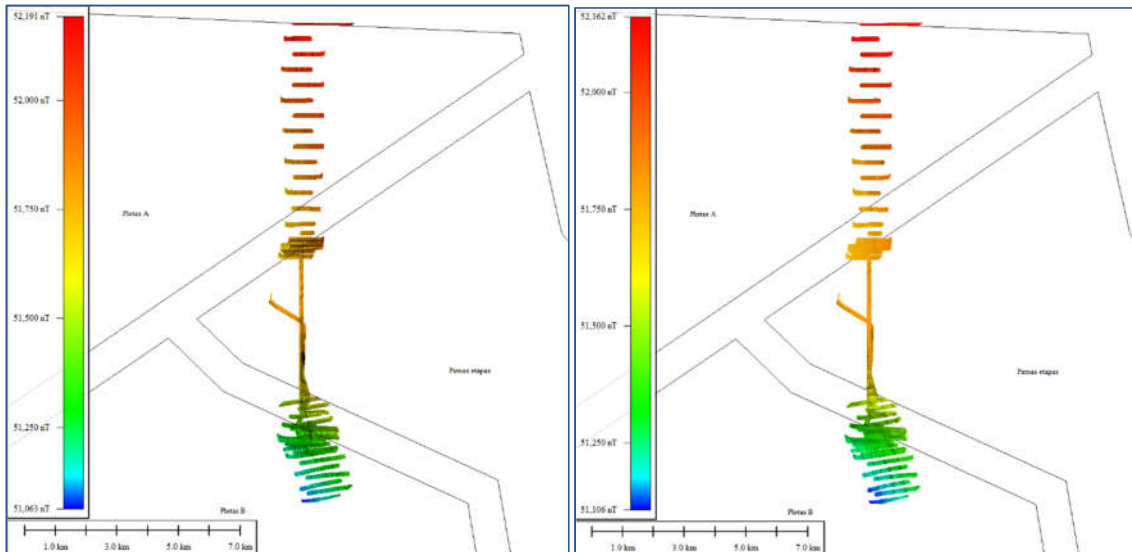 52,191 nT
52,000 nT
51,750 nT
51,500 nT
51,250 nT
51,063 nT
Plotas A
Pirmas etapas
Plotas B
1.0 km 3.0 km 5.0 km 7.0 km
52,162 nT
52,000 nT
51,750 nT
51,500 nT
51,250 nT
51,106 nT
Plotas A
Pirmas etapas
Plotas B
1.0 km 3.0 km 5.0 km 7.0 km